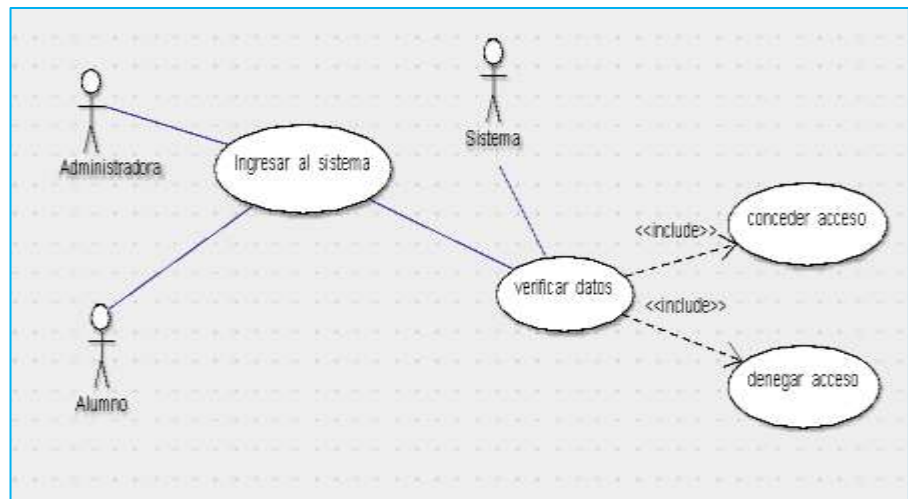 Administradora
Ingresar al sistema
Sistema
conceder acceso
<<include>>
verificar datos
<<include>>
denegar acceso
Alumno